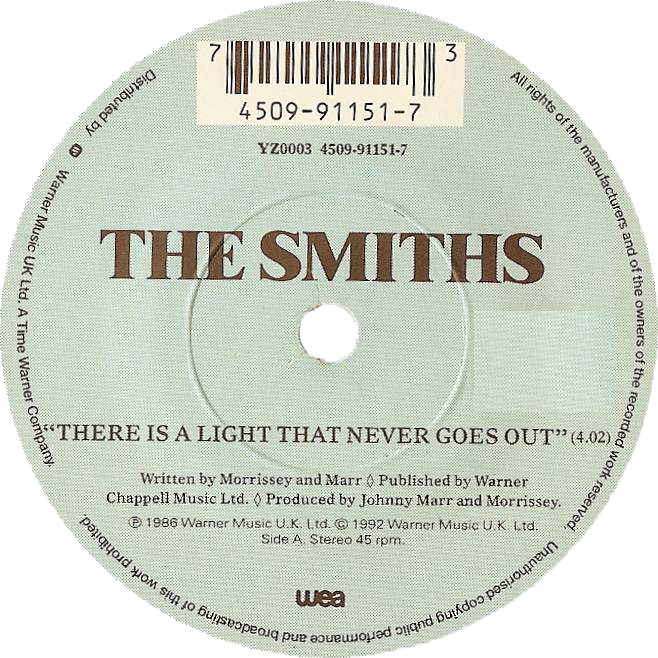 7 3
4509-91151-7
YZ0003 4509-91151-7
THE SMITHS
“THERE IS A LIGHT THAT NEVER GOES OUT” (4.02)
Written by Morrissey and Marr ◊ Published by Warner
Chappell Music Ltd. ◊ Produced by Johnny Marr and Morrissey.
℗ 1986 Warner Music U.K. Ltd. © 1992 Warner Music U.K. Ltd.
Side A. Stereo 45 rpm.
wea
All rights of the manufacturers and of the owners of the recorded work reserved. Unauthorised copying public performance and broadcasting of this work prohibited.
Distributed by Warner Music UK Ltd. A Time Warner Company.